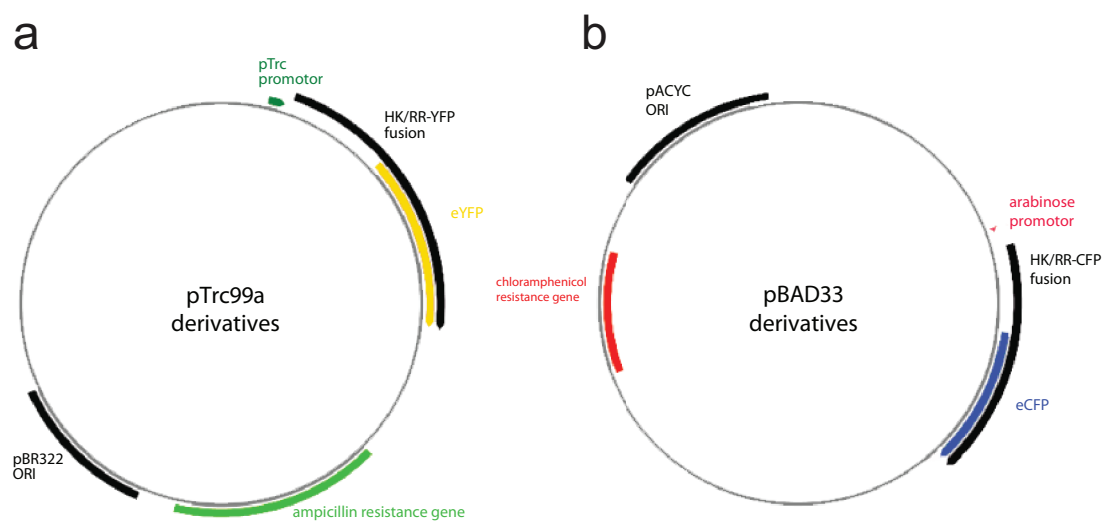 a
pTrc
promotor
HK/RR-YFP
fusion
eYFP
pTrc99a
derivatives
pBR322
ORI
ampicillin resistance gene
b
pACYC
ORI
arabinose
promotor
HK/RR-CFP
fusion
chloramphenicol
resistance gene
pBAD33
derivatives
eCFP